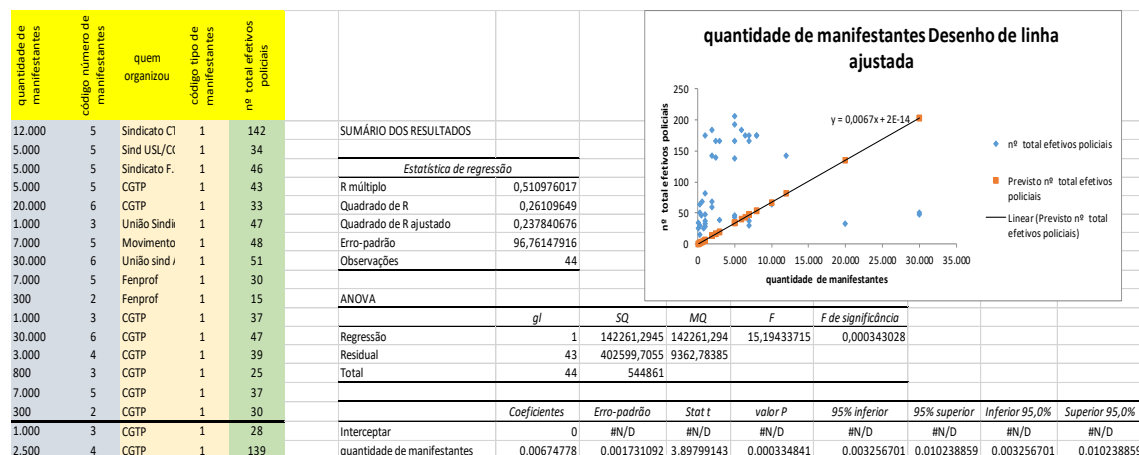 quantidade de manifestantes
código número de manifestantes
quem organizou
código tipo de manifestantes
nº total efetivos policiais
12.000 5 Sindicato CT 1 142
5.000 5 Sind USL/C( 1 34
5.000 5 Sindicato F. 1 46
5.000 5 CGTP 1 43
20.000 6 CGTP 1 33
1.000 3 União Sindi 1 47
7.000 5 Movimento 1 48
30.000 6 União sind 1 51
7.000 5 Fenprof 1 30
300 2 Fenprof 1 15
1.000 3 CGTP 1 37
30.000 6 CGTP 1 47
3.000 4 CGTP 1 39
800 3 CGTP 1 25
7.000 5 CGTP 1 37
300 2 CGTP 1 30
1.000 3 CGTP 1 28
2.500 4 CGTP 1 139
SUMÁRIO DOS RESULTADOS
Estatística de regressão
R múltiplo 0,510976017
Quadrado de R 0,26109649
Quadrado de R ajustado 0,237840676
Erro-padrão 96,76147916
Observações 44
ANOVA
gl SQ MQ F F de significância
Regressão 1 142261,2945 142261,294 15,19433715 0,000343028
Residual 43 402599,7055 9362,78385
Total 44 544861
Coeficientes Erro-padrão Stat t valor P 95% inferior 95% superior Inferior 95,0% Superior 95,0%
Interceptar 0 #N/D #N/D #N/D #N/D #N/D #N/D #N/D
quantidade de manifestantes 0,00674778 0,001731092 3,89799143 0,000334841 0,003256701 0,010238859 0,003256701 0,010238859
quantidade de manifestantes Desenho de linha ajustada
nº total efetivos policiais
250
200
150
100
50
0
y = 0,0067x + 2E-14
0 5.000 10.000 15.000 20.000 25.000 30.000 35.000
quantidade de manifestantes
nº total efetivos policiais
Previsto nº total efetivos policiais
Linear (Previsto nº total efetivos policiais)